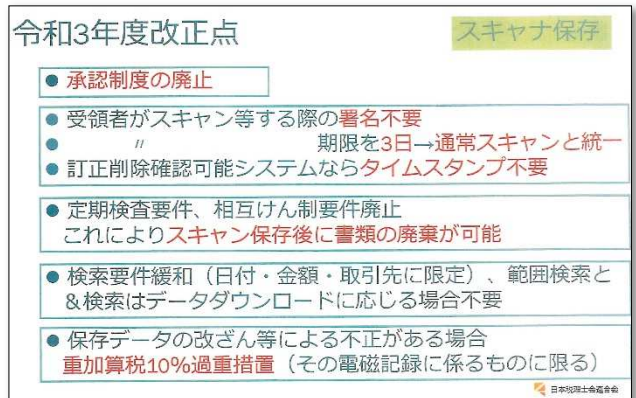 令和3年度改正点
スキャナ保存
● 承認制度の廃止
● 受領者がスキャン等する際の署名不要
● 〃 期限を3日→通常スキャンと統一
● 訂正削除確認可能システムならタイムスタンプ不要
● 定期検査要件、相互けん制要件廃止
これによりスキャン保存後に書類の廃棄が可能
● 検索要件緩和（日付・金額・取引先に限定）、範囲検索と
＆検索はデータダウンロードに応じる場合不要
● 保存データの改ざん等による不正がある場合
重加算税10%過重措置（その電磁記録に係るものに限る）
日本税理士会連合会